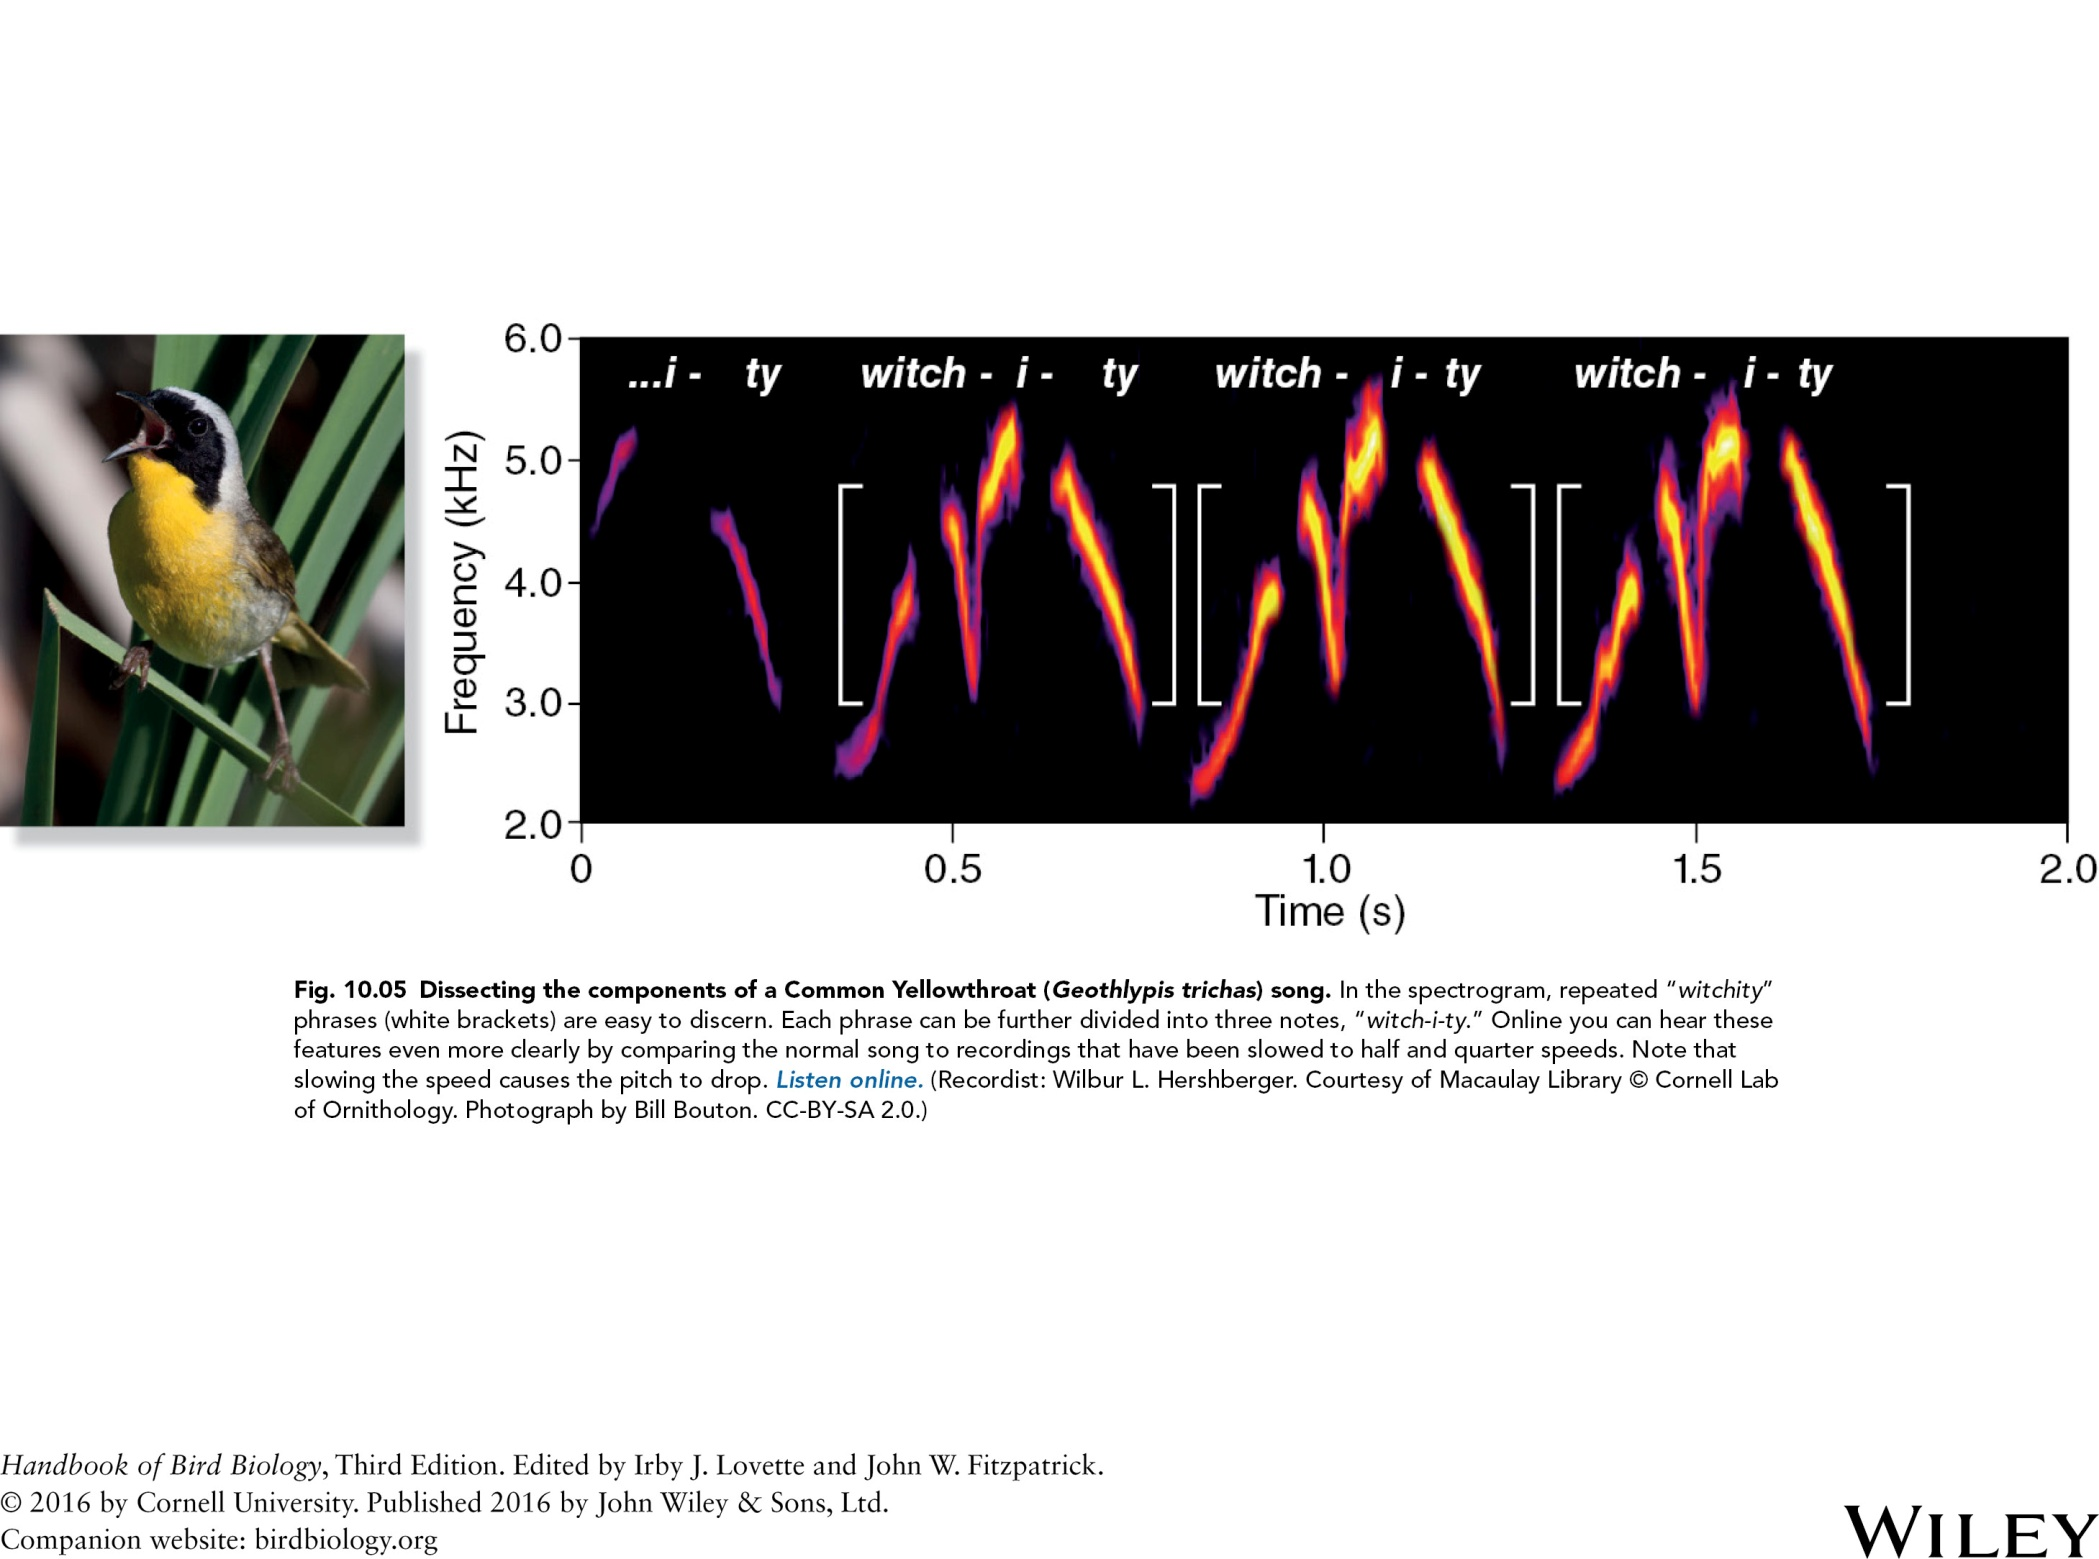 6.0
...i - ty witch - i - ty witch - i - ty witch - i - ty
5.0
4.0
3.0
2.0
Frequency (kHz)
0 0.5 1.0 1.5 2.0
Time (s)
Fig. 10.05 Dissecting the components of a Common Yellowthroat (Geothlypis trichas) song. In the spectrogram, repeated “witchity”
phrases (white brackets) are easy to discern. Each phrase can be further divided into three notes, “witch-i-ty.” Online you can hear these
features even more clearly by comparing the normal song to recordings that have been slowed to half and quarter speeds. Note that
slowing the speed causes the pitch to drop. Listen online. (Recordist: Wilbur L. Hershberger. Courtesy of Macaulay Library © Cornell Lab
of Ornithology. Photograph by Bill Bouton. CC-BY-SA 2.0.)
Handbook of Bird Biology, Third Edition. Edited by Irby J. Lovette and John W. Fitzpatrick.
© 2016 by Cornell University. Published 2016 by John Wiley & Sons, Ltd.
Companion website: birdbiology.org
WILEY